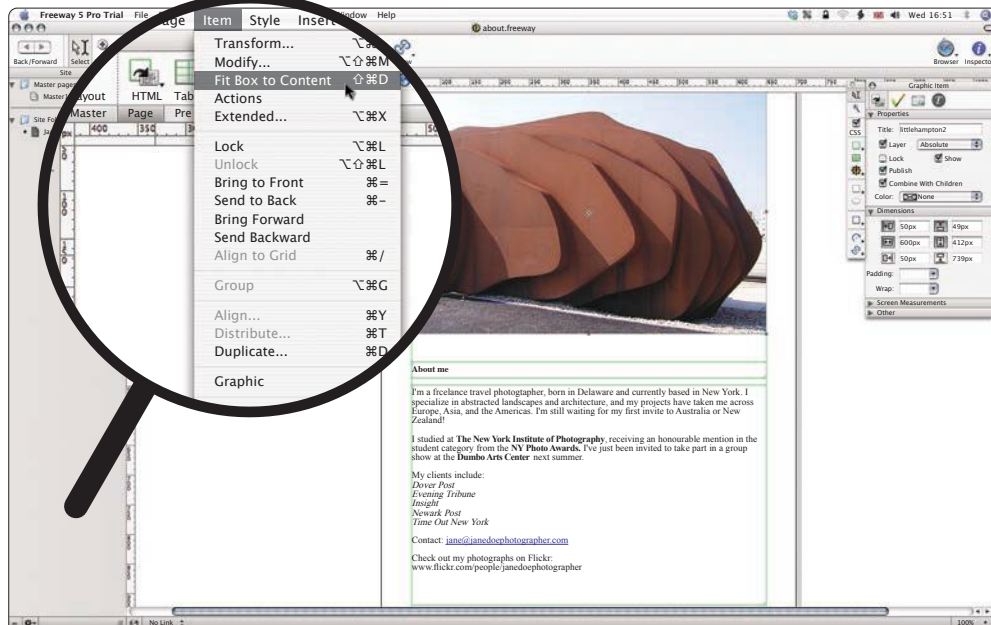 Freeway 5 Pro Trial File Page Item Style Insert Window Help
Wed 16:51
about.freeway
Back/Forward Select
Browser Inspecto
Site
Master pages
Master
Layout HTML Tab
Master Page Pre
px 400 350
Transform...
Modify... ⌥⇧⌘M
Fit Box to Content ⇧⌘D
Actions
Extended... ⌥⌘X
Lock ⌥⌘L
Unlock ⌥⇧⌘L
Bring to Front ⌘=
Send to Back ⌘-
Bring Forward
Send Backward
Align to Grid ⌘/
Group ⌥⌘G
Align... ⌘Y
Distribute... ⌘T
Duplicate... ⌘D
Graphic
About me
I'm a freelance travel photogtapher, born in Delaware and currently based in New York. I
specialize in abstracted landscapes and architecture, and my projects have taken me across
Europe, Asia, and the Americas. I'm still waiting for my first invite to Australia or New
Zealand!
I studied at The New York Institute of Photography, receiving an honourable mention in the
student category from the NY Photo Awards. I've just been invited to take part in a group
show at the Dumbo Arts Center next summer.
My clients include:
Dover Post
Evening Tribune
Insight
Newark Post
Time Out New York
Contact: jane@janedoephotographer.com
Check out my photographs on Flickr:
www.flickr.com/people/janedoephotographer
CSS
Graphic Item
Properties
Title: littlehampton2
Layer Absolute
Lock Show
Publish
Combine With Children
Color: None
Dimensions
50px 49px
600px 412px
50px 739px
Padding:
Wrap:
Screen Measurements
Other
No Link
100%